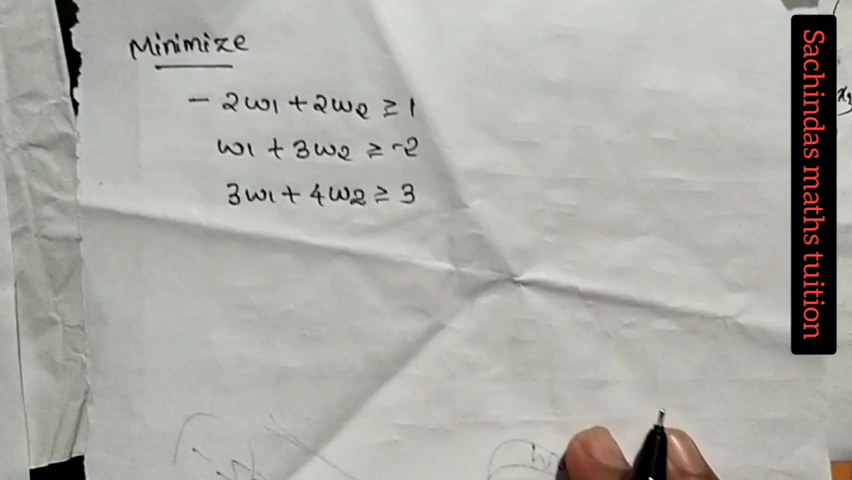 Minimize
- 2w1 + 2w2 ≥ 1
w1 + 3w2 ≥ -2
3w1 + 4w2 ≥ 3
Sachindas maths tuition